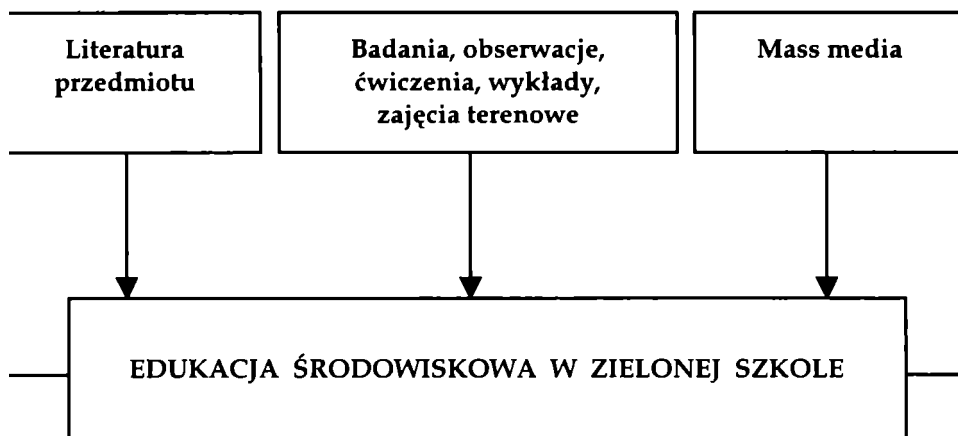 Literatura
przedmiotu
Badania, obserwacje,
ćwiczenia, wykłady,
zajęcia terenowe
Mass media
EDUKACJA ŚRODOWISKOWA W ZIELONEJ SZKOLE